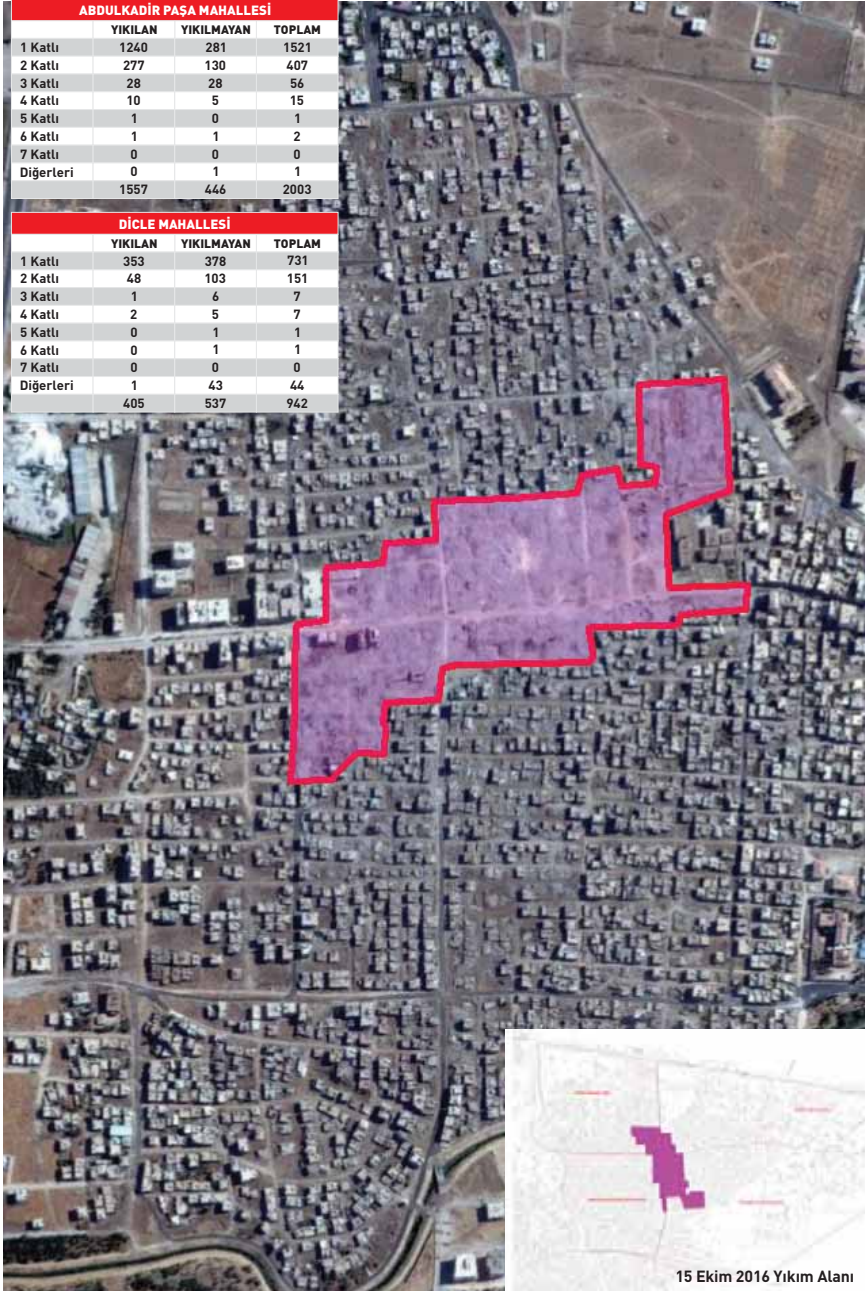 ABDULKADİR PAŞA MAHALLESİ
YIKILAN YIKILMAYAN TOPLAM
1 Katlı 1240 281 1521
2 Katlı 277 130 407
3 Katlı 28 28 56
4 Katlı 10 5 15
5 Katlı 1 0 1
6 Katlı 1 1 2
7 Katlı 0 0 0
Diğerleri 0 1 1
1557 446 2003
DİCLE MAHALLESİ
YIKILAN YIKILMAYAN TOPLAM
1 Katlı 353 378 731
2 Katlı 48 103 151
3 Katlı 1 6 7
4 Katlı 2 5 7
5 Katlı 0 1 1
6 Katlı 0 1 1
7 Katlı 0 0 0
Diğerleri 1 43 44
405 537 942
15 Ekim 2016 Yıkım Alanı